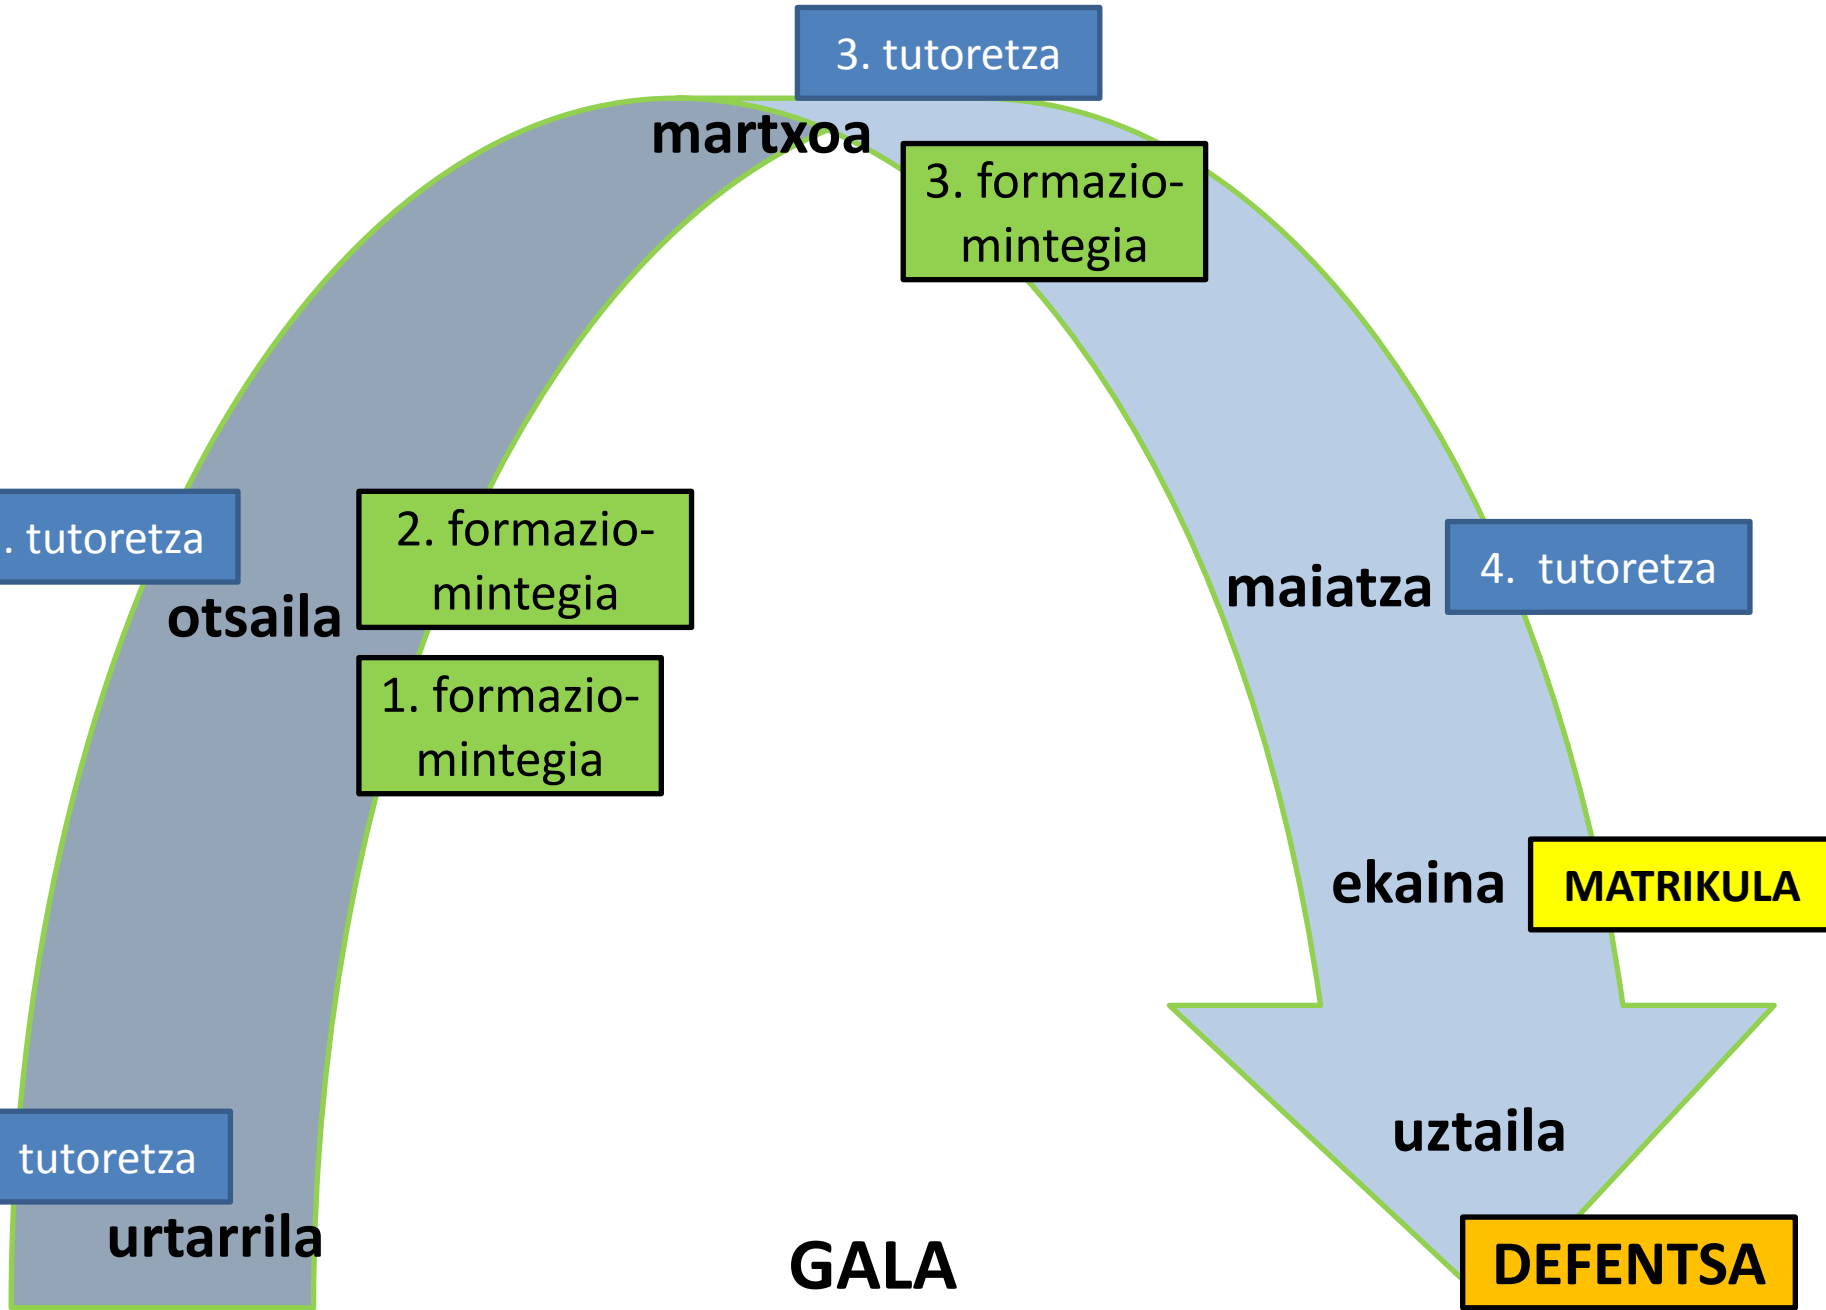 3. tutoretza
martxoa
3. formazio-
mintegia
. tutoretza
2. formazio-
mintegia
otsaila
maiatza
4. tutoretza
1. formazio-
mintegia
ekaina
MATRIKULA
tutoretza
uztaila
urtarrila
GALA
DEFENTSA